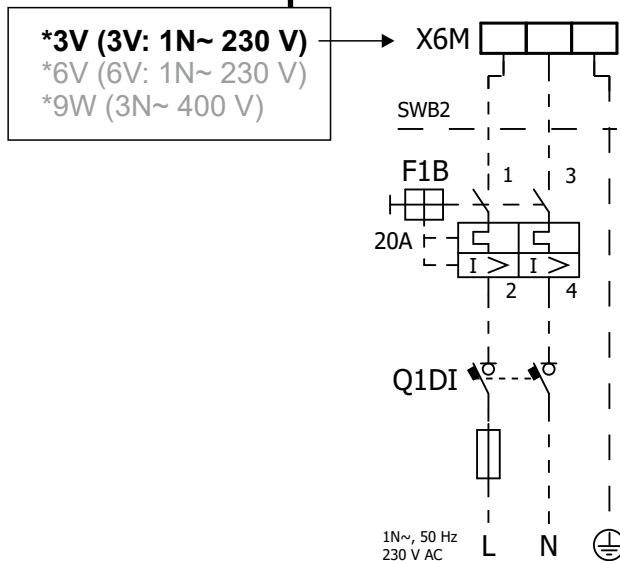 *3V (3V: 1N~ 230 V)
*6V (6V: 1N~ 230 V)
*9W (3N~ 400 V)
X6M
SWB2
F1B
1
3
20A
I >
I >
2
4
Q1DI
1N~, 50 Hz
230 V AC
L
N